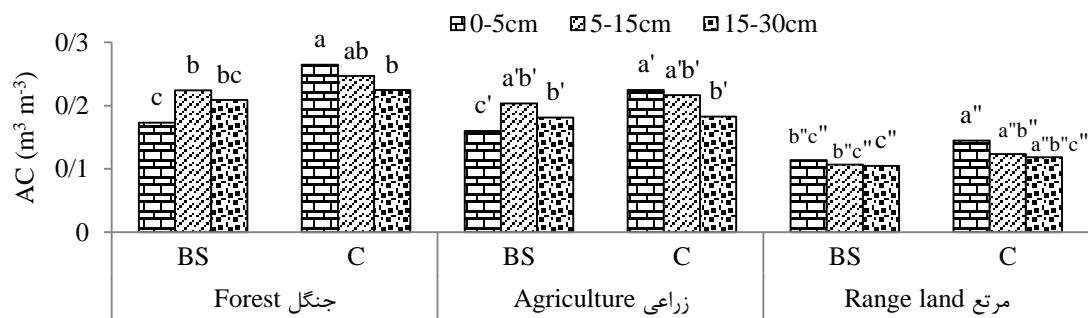 0-5cm 5-15cm 15-30cm
AC (m³ m⁻³)
0/3
0/2
0/1
0
c b bc a ab b
c' a'b' b' a' a'b' b'
b"c" b"c" c" a" a"b" a"b"c"
BS C BS C BS C
Forest جنگل Agriculture زراعی Range land مرتع